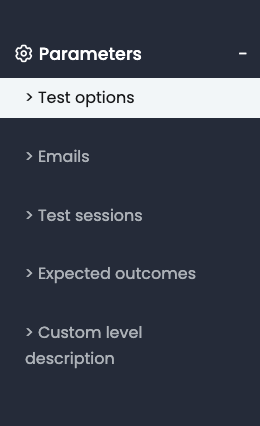 Parameters -
> Test options
> Emails
> Test sessions
> Expected outcomes
> Custom level
description